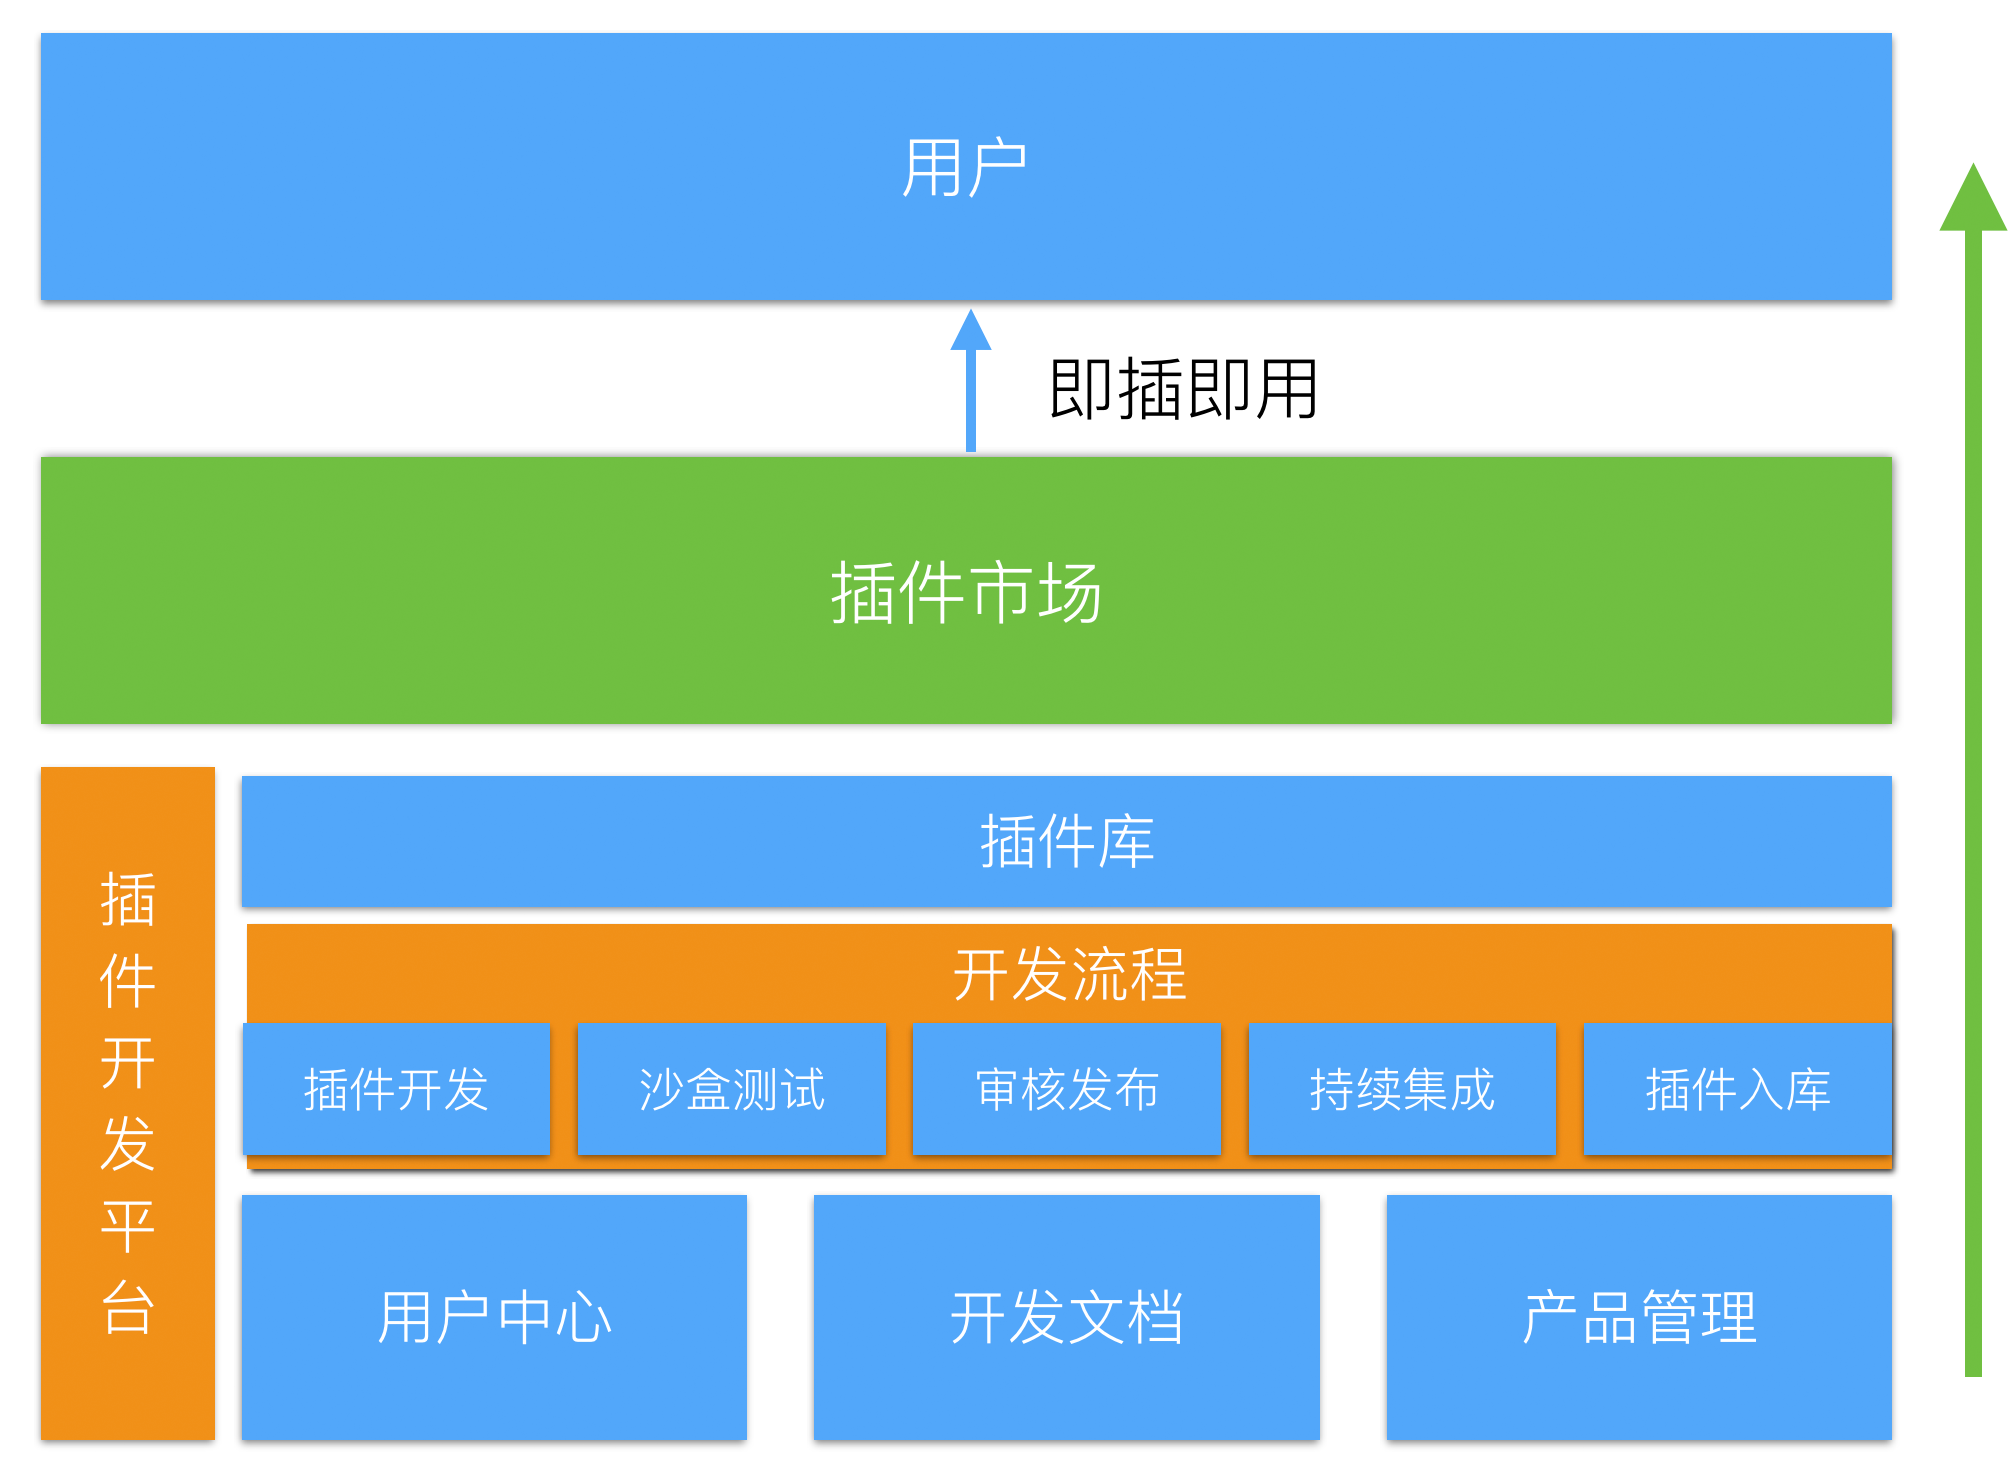 用户
即插即用
插件市场
插件开发平台
插件库
开发流程
插件开发
沙盒测试
审核发布
持续集成
插件入库
用户中心
开发文档
产品管理